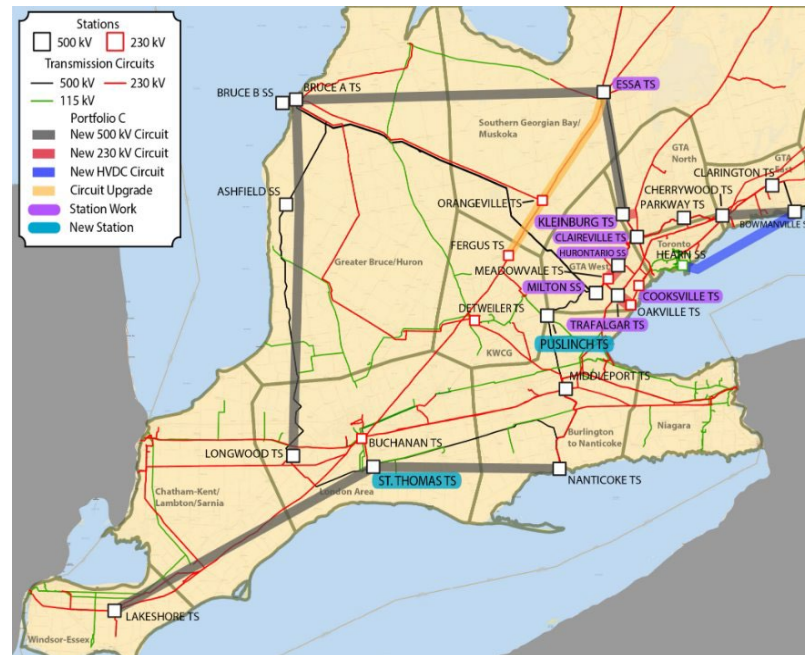 Stations
500 kV
230 kV
Transmission Circuits
500 kV
230 kV
115 kV
Portfolio C
New 500 kV Circuit
New 230 kV Circuit
New HVDC Circuit
Circuit Upgrade
Station Work
New Station
BRUCE B SS
BRUCE A TS
ESSA TS
Southern Georgian Bay/
Muskoka
GTA
North
GTA
East
CLARINGTON TS
CHERRYWOOD TS
PARKWAY TS
ASHFIELD SS
ORANGEVILLE TS
KLEINBURG TS
CLAIREVILLE TS
HURONTARIO SS
Toronto
HEARN SS
FERGUS TS
GTA West
MEADOWVALE TS
Greater Bruce/Huron
MILTON SS
COOKSVILLE TS
OAKVILLE TS
DETWEILER TS
TRAFALGAR TS
PUSLINCH TS
KWCG
MIDDLEPORT TS
BUCHANAN TS
Burlington
to Nanticoke
Niagara
LONGWOOD TS
London Area
ST. THOMAS TS
NANTICOKE TS
Chatham-Kent/
Lambton/Sarnia
LAKESHORE TS
Windsor-Essex